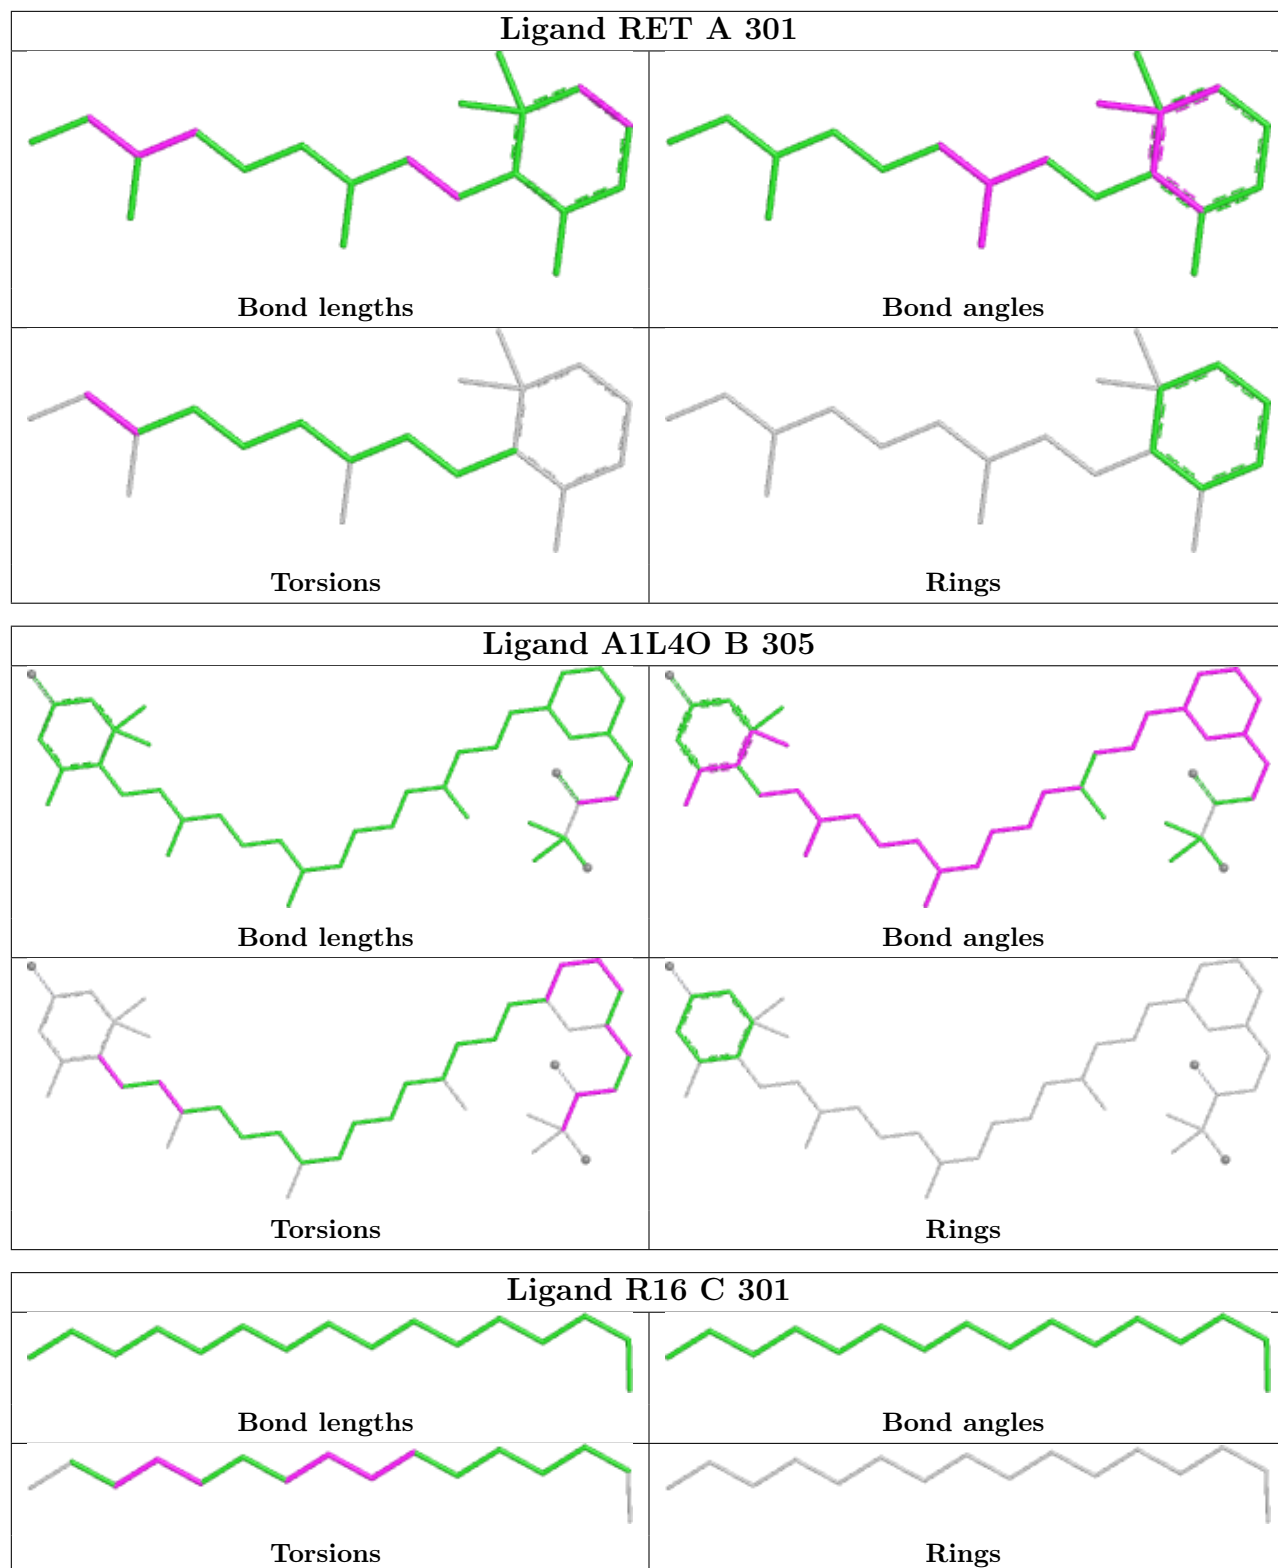 Ligand RET A 301
Bond lengths
Bond angles
Torsions
Rings
Ligand A1L4O B 305
Bond lengths
Bond angles
Torsions
Rings
Ligand R16 C 301
Bond lengths
Bond angles
Torsions
Rings